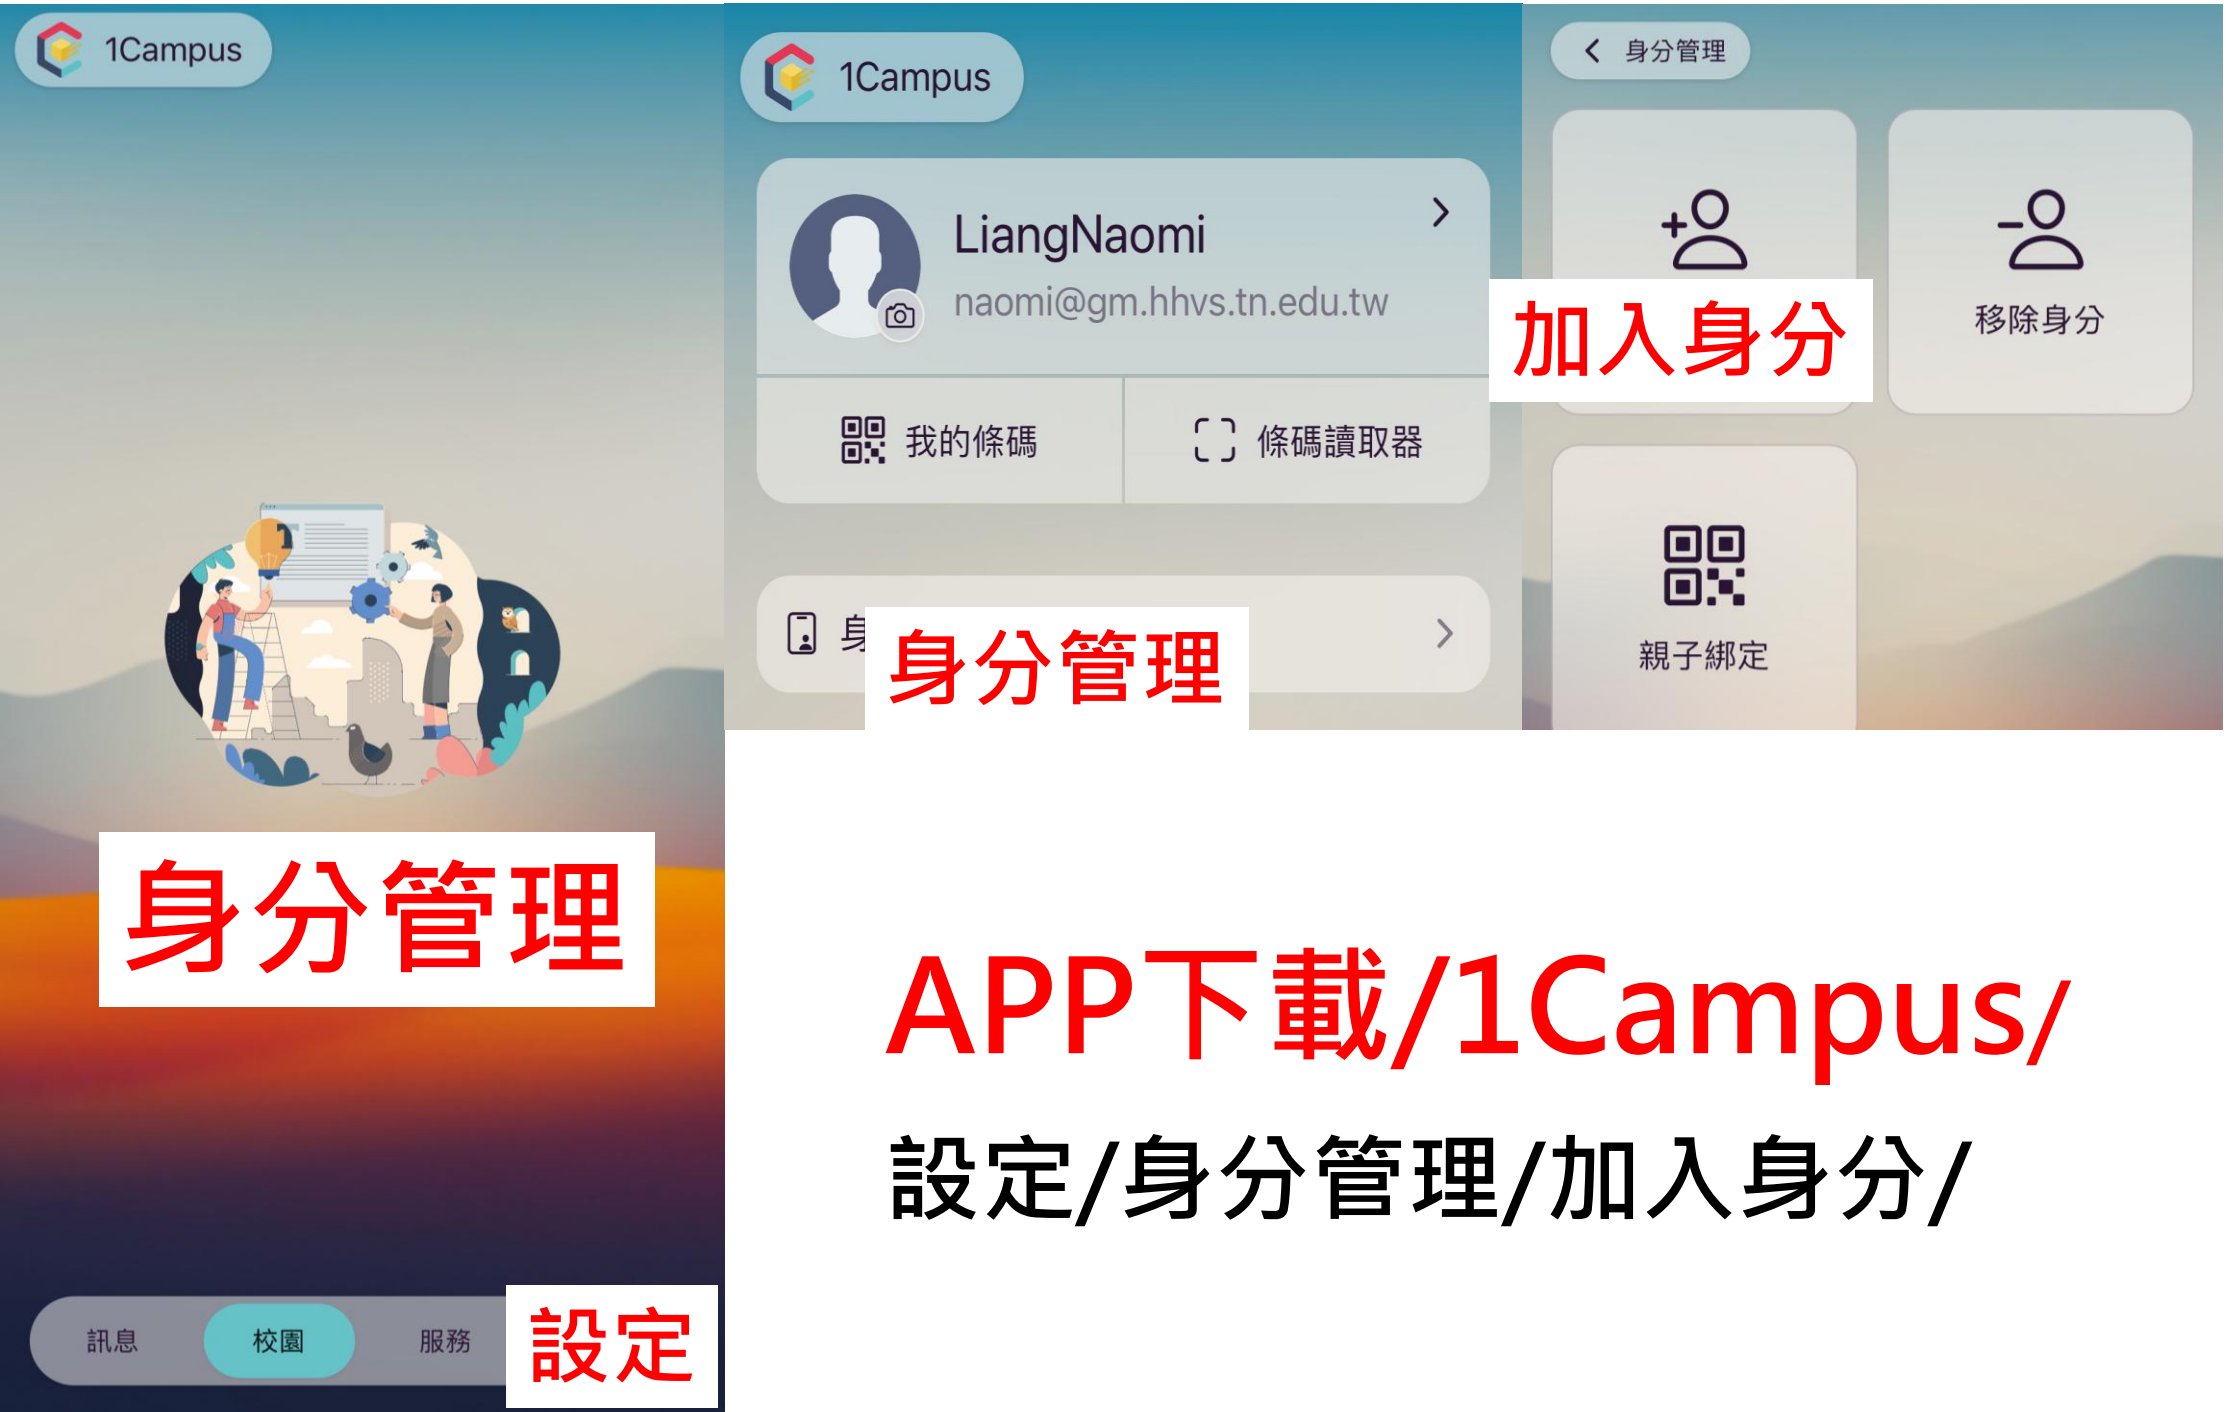 1Campus
身分管理
訊息
校園
服務
設定
1Campus
LiangNaomi
naomi@gm.hhvs.tn.edu.tw
我的條碼
條碼讀取器
身
身分管理
身分管理
加入身分
移除身分
親子綁定
APP下載/1Campus/
設定/身分管理/加入身分/